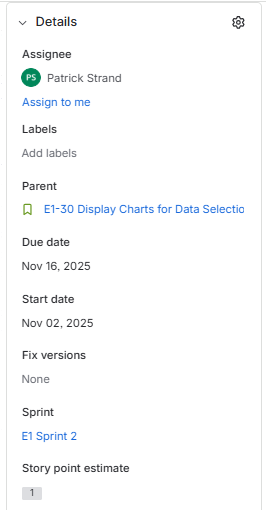 Details
Assignee
PS Patrick Strand
Assign to me
Labels
Add labels
Parent
E1-30 Display Charts for Data Selectio
Due date
Nov 16, 2025
Start date
Nov 02, 2025
Fix versions
None
Sprint
E1 Sprint 2
Story point estimate
1